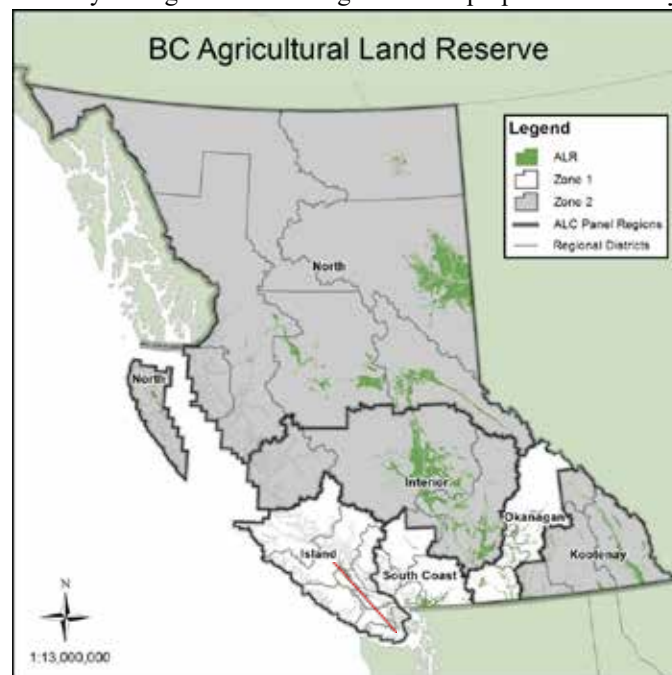 BC Agricultural Land Reserve
Legend
ALR
Zone 1
Zone 2
ALC Panel Regions
Regional Districts
North
North
Interior
Okanagan
Kootenay
Island
South Coast
N
1:13,000,000